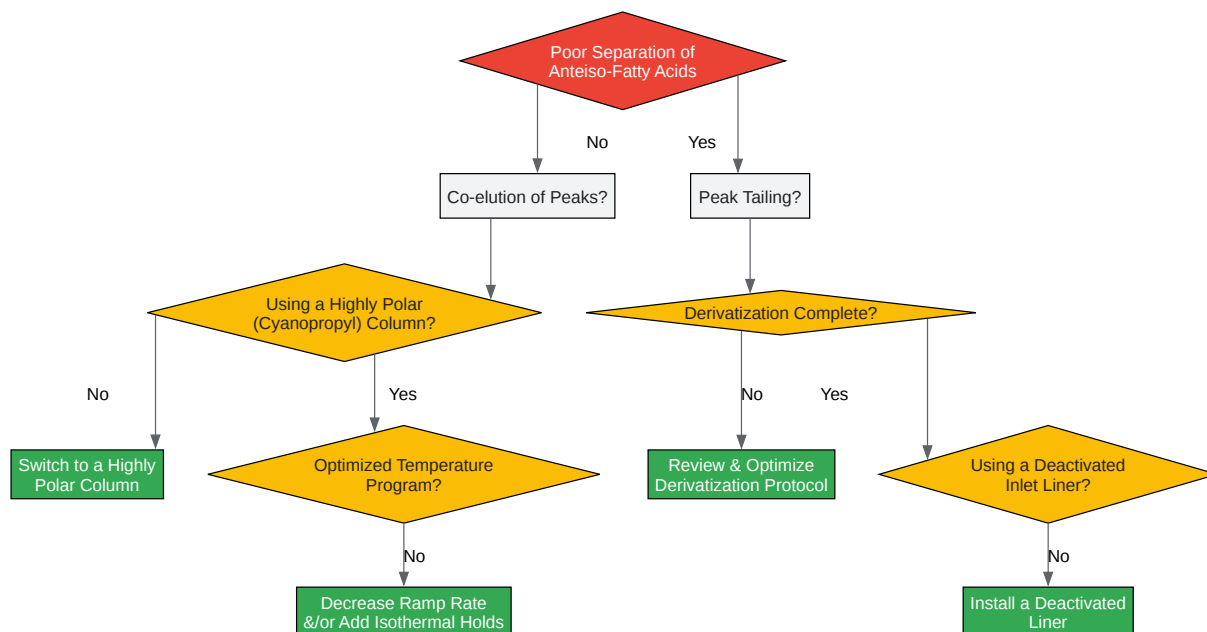 Poor Separation of
Anteiso-Fatty Acids
No
Yes
Co-elution of Peaks?
Peak Tailing?
Using a Highly Polar
(Cyanopropyl) Column?
Derivatization Complete?
No
Yes
No
Yes
Switch to a Highly
Polar Column
Optimized Temperature
Program?
Review & Optimize
Derivatization Protocol
Using a Deactivated
Inlet Liner?
No
No
Decrease Ramp Rate
&/or Add Isothermal Holds
Install a Deactivated
Liner